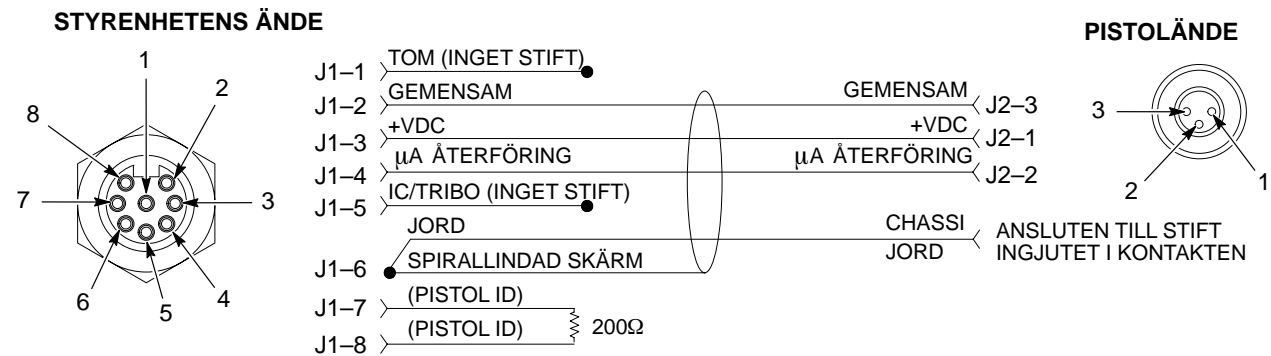 STYRENHETENS ÄNDE
PISTOLÄNDE
1
2
8
7
3
6
5
4
J1–1 TOM (INGET STIFT)
J1–2 GEMENSAM GEMENSAM J2–3
J1–3 +VDC +VDC J2–1
J1–4 µA ÅTERFÖRING µA ÅTERFÖRING J2–2
J1–5 IC/TRIBO (INGET STIFT)
JORD CHASSI JORD ANSLUTEN TILL STIFT
INGJUTET I KONTAKTEN
J1–6 SPIRALLINDAD SKÄRM
J1–7 (PISTOL ID)
200Ω
J1–8 (PISTOL ID)
3
2
1